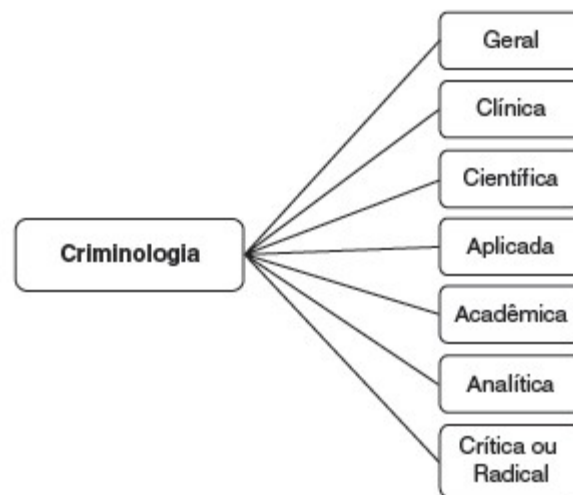 Criminologia
Geral
Clínica
Científica
Aplicada
Acadêmica
Analítica
Crítica ou
Radical